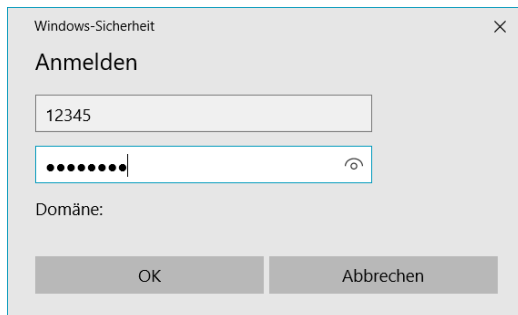 Windows-Sicherheit
Anmelden
12345
●●●●●●●●
Domäne:
OK Abbrechen